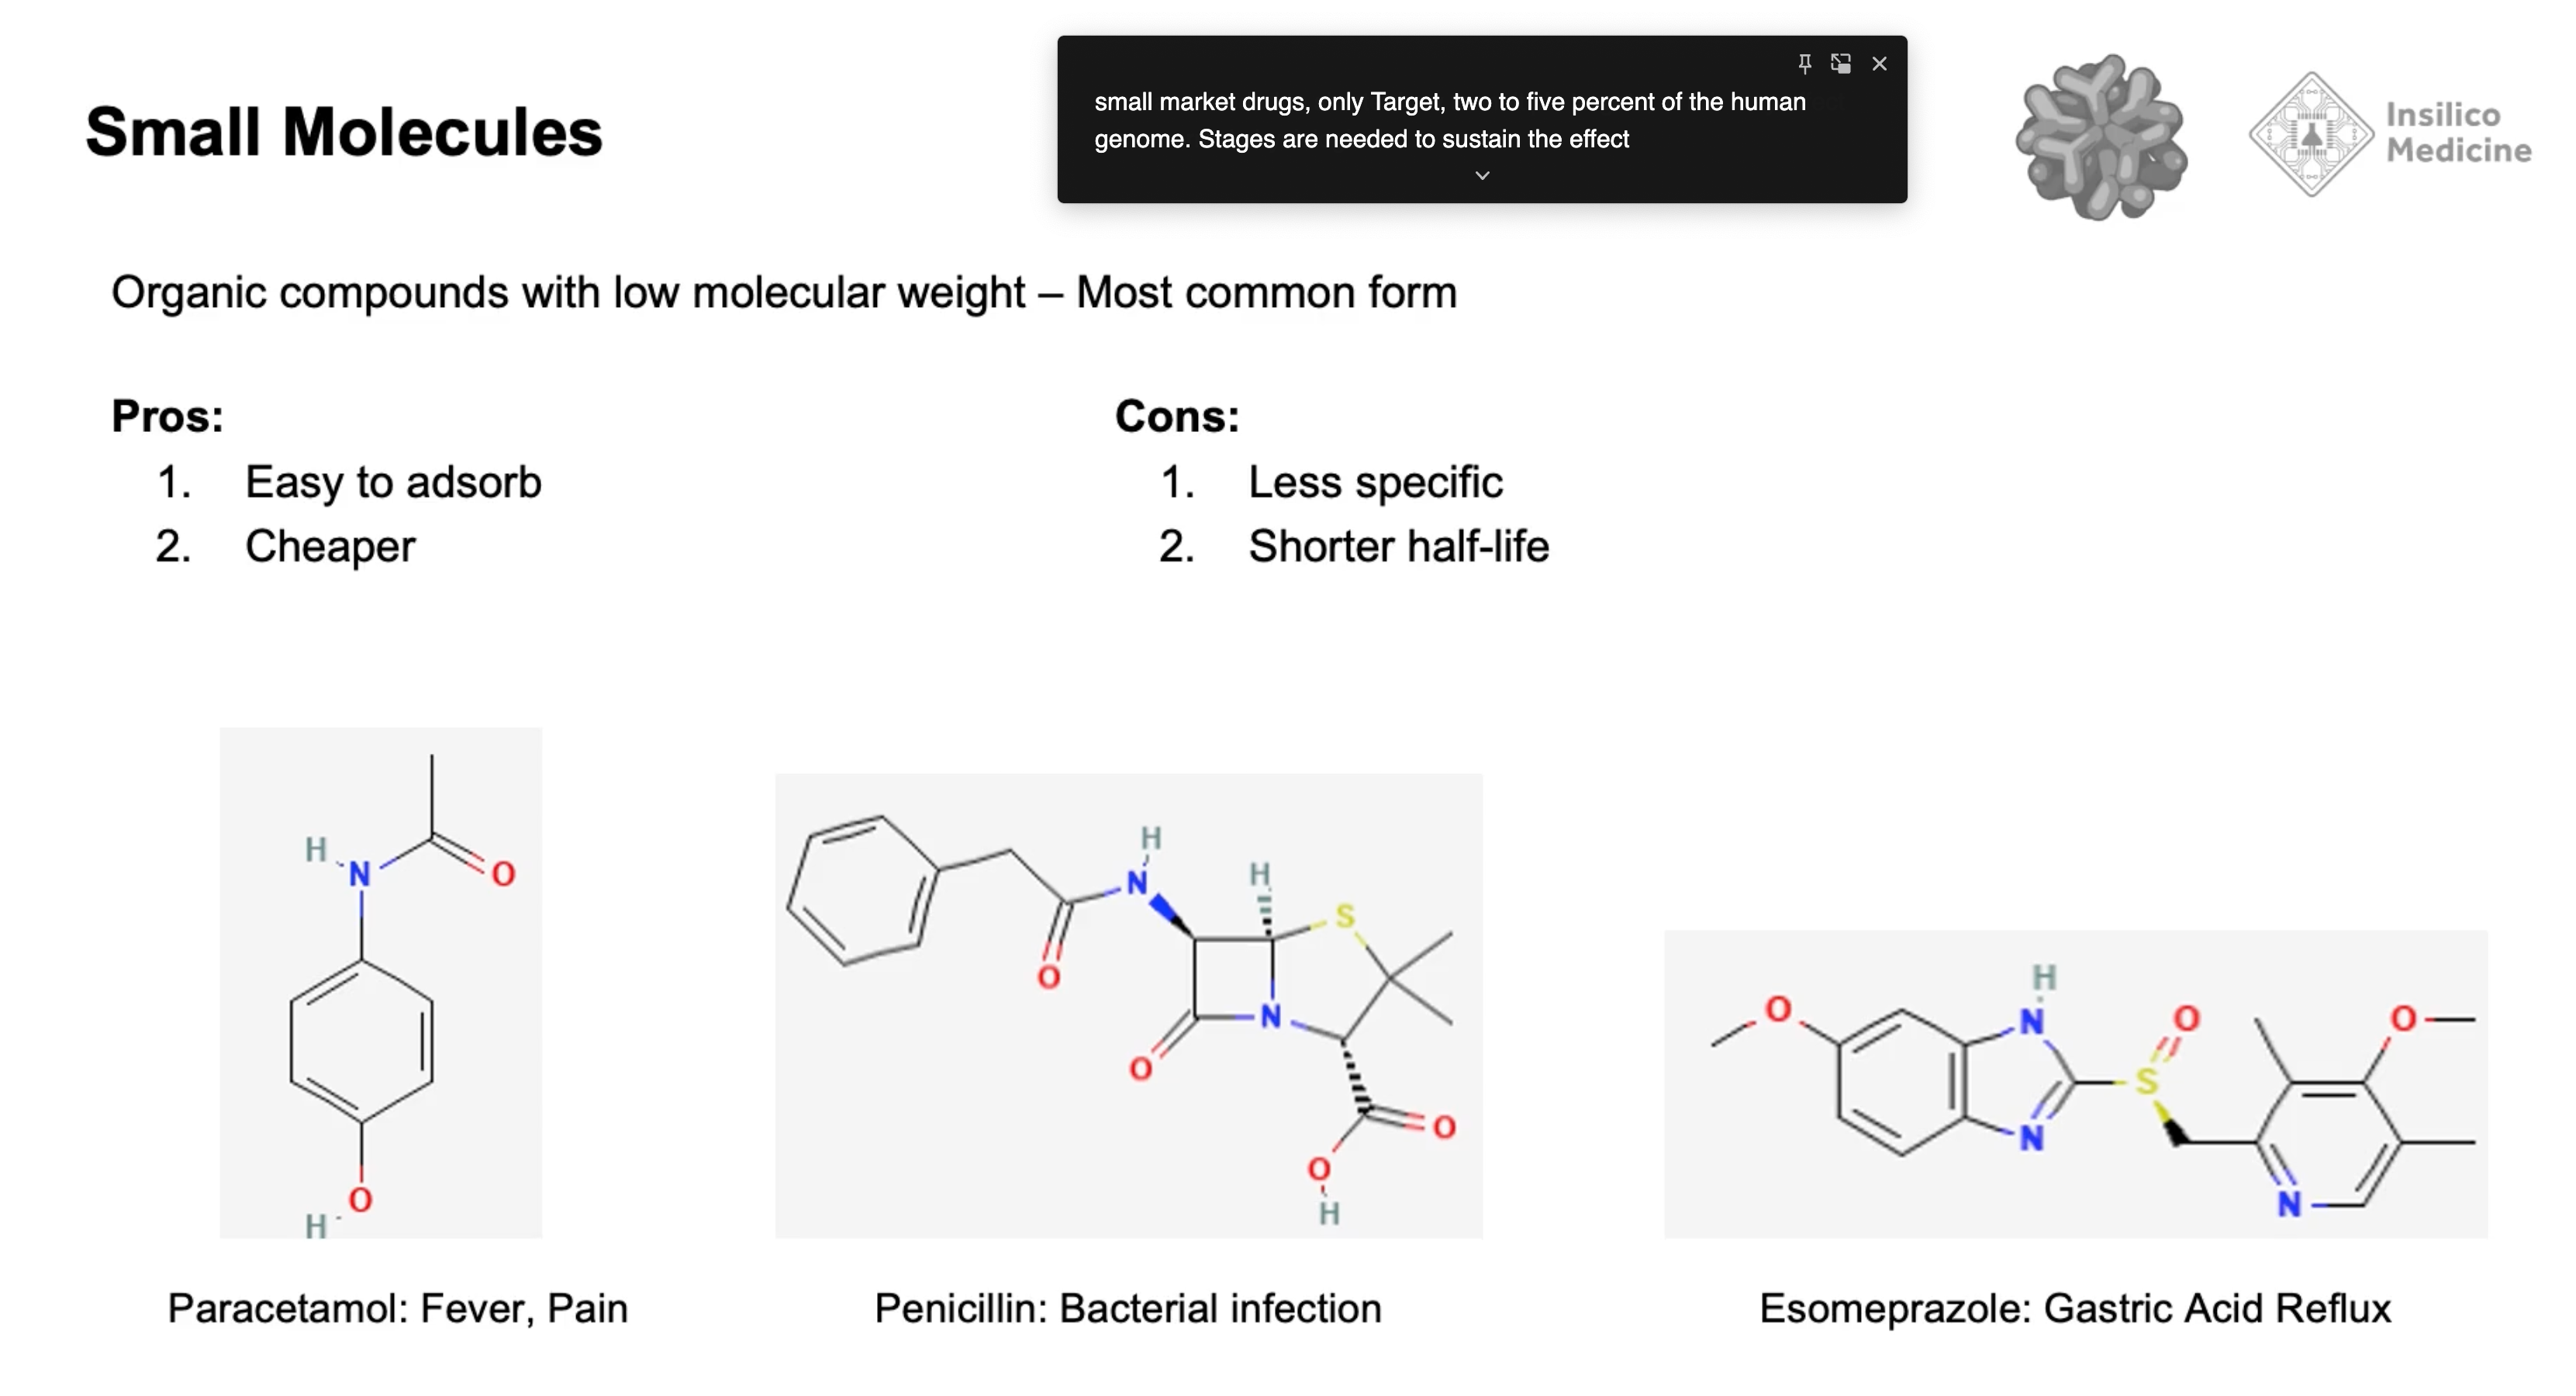 small market drugs, only Target, two to five percent of the human
genome. Stages are needed to sustain the effect
Small Molecules
Insilico
Medicine
Organic compounds with low molecular weight – Most common form
Pros:
1. Easy to adsorb
2. Cheaper
Cons:
1. Less specific
2. Shorter half-life
H
N
O
O
H
H
N
H
S
O
N
O
O
O
H
H
O
N
O
O
S
N
N
Paracetamol: Fever, Pain
Penicillin: Bacterial infection
Esomeprazole: Gastric Acid Reflux